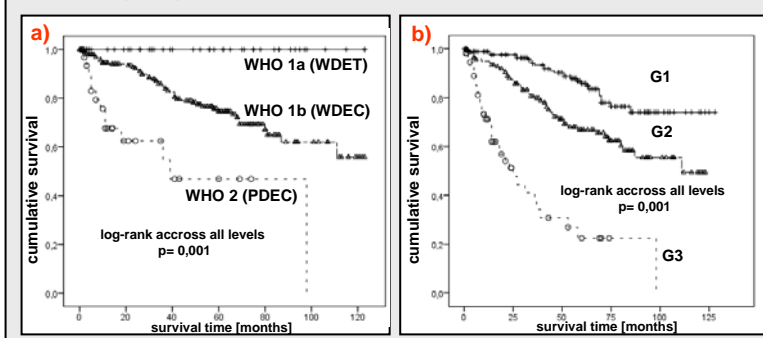 a)
cumulative survival
1,0
0,8
0,6
0,4
0,2
0,0
WHO 1a (WDET)
WHO 1b (WDEC)
WHO 2 (PDEC)
log-rank accross all levels
p= 0,001
0 20 40 60 80 100 120
survival time [months]
b)
cumulative survival
1,0
0,8
0,6
0,4
0,2
0,0
G1
G2
log-rank accross all levels
p= 0,001
G3
0 25 50 75 100 125
survival time [months]